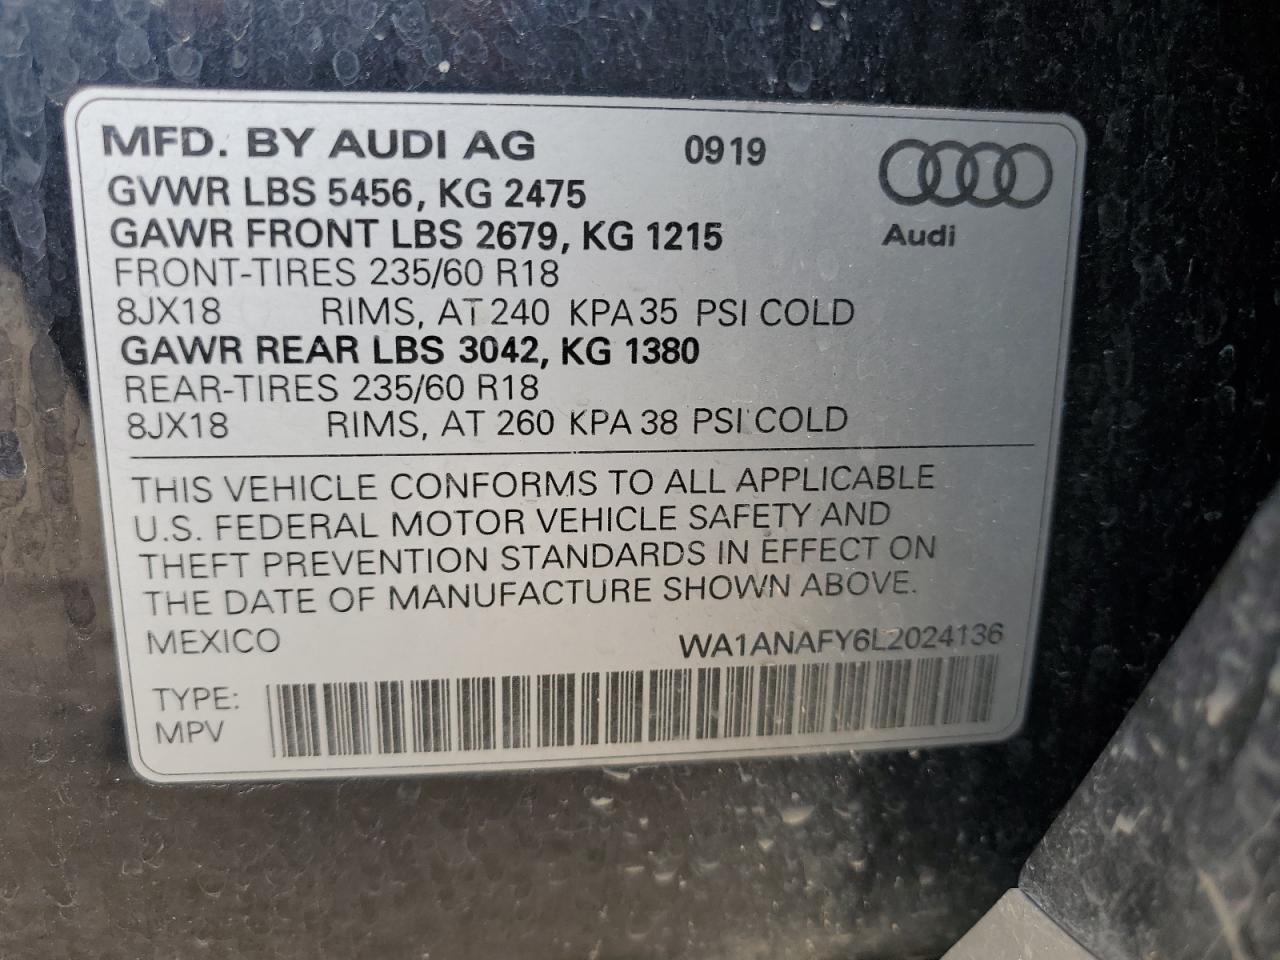 MFD. BY AUDI AG 0919
GVWR LBS 5456, KG 2475
GAWR FRONT LBS 2679, KG 1215
Audi
FRONT-TIRES 235/60 R18
8JX18 RIMS, AT 240 KPA 35 PSI COLD
GAWR REAR LBS 3042, KG 1380
REAR-TIRES 235/60 R18
8JX18 RIMS, AT 260 KPA 38 PSI COLD
THIS VEHICLE CONFORMS TO ALL APPLICABLE
U.S. FEDERAL MOTOR VEHICLE SAFETY AND
THEFT PREVENTION STANDARDS IN EFFECT ON
THE DATE OF MANUFACTURE SHOWN ABOVE.
MEXICO WA1ANAFY6L2024136
TYPE:
MPV